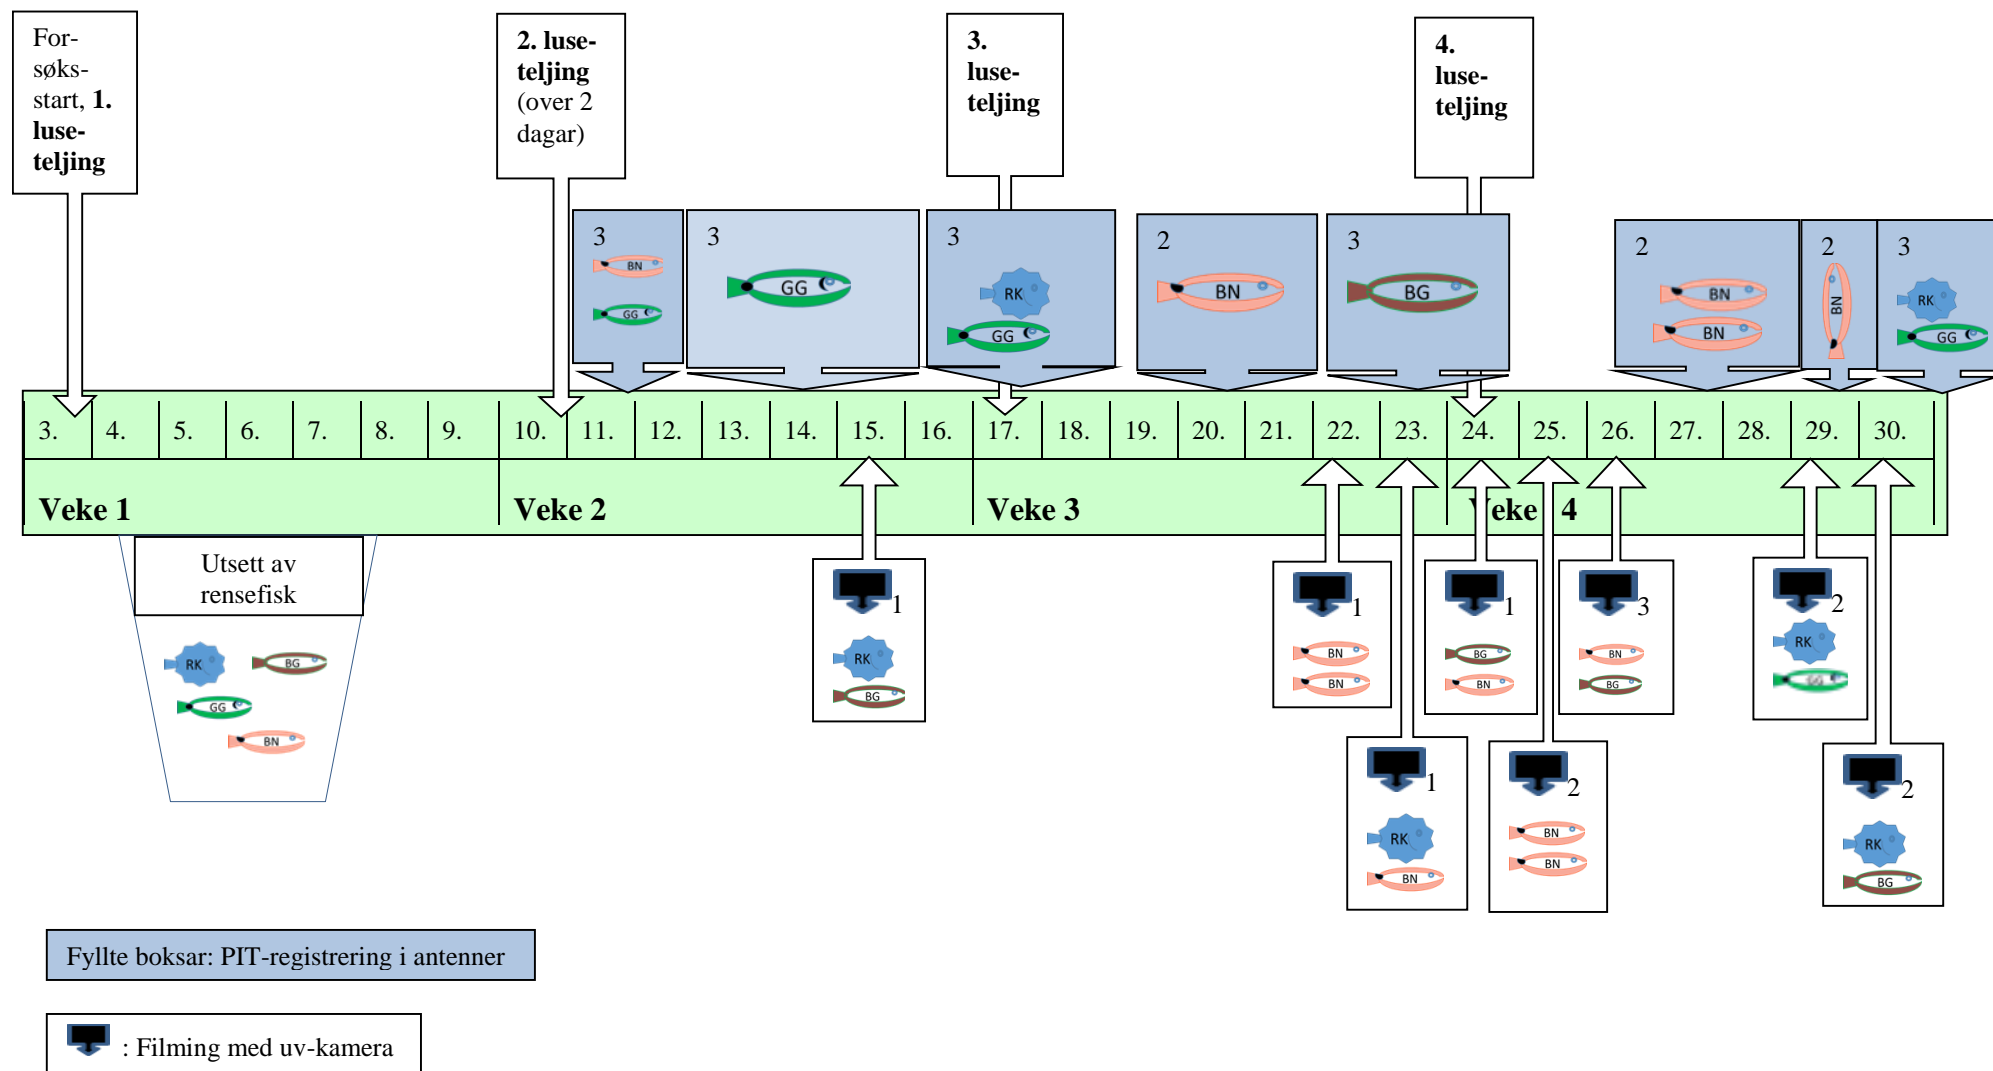 For-
søks-
start, 1.
luse-
teljing
2. luse-
teljing
(over 2
dagar)
3.
luse-
teljing
4.
luse-
teljing
3
BN
GG
3
GG
3
RK
GG
2
BN
3
BG
2
BN
BN
2
BN
3
RK
GG
3. 4. 5. 6. 7. 8. 9. 10. 11. 12. 13. 14. 15. 16. 17. 18. 19. 20. 21. 22. 23. 24. 25. 26. 27. 28. 29. 30.
Veke 1 Veke 2 Veke 3 Veke 4
Utsett av
rensefisk
RK
BG
GG
BN
1
RK
BG
1
BN
BN
1
RK
BN
1
BG
BN
2
BN
BN
3
BN
BG
2
RK
GG
2
RK
BG
Fyllte boksar: PIT-registrering i antenner
: Filming med uv-kamera